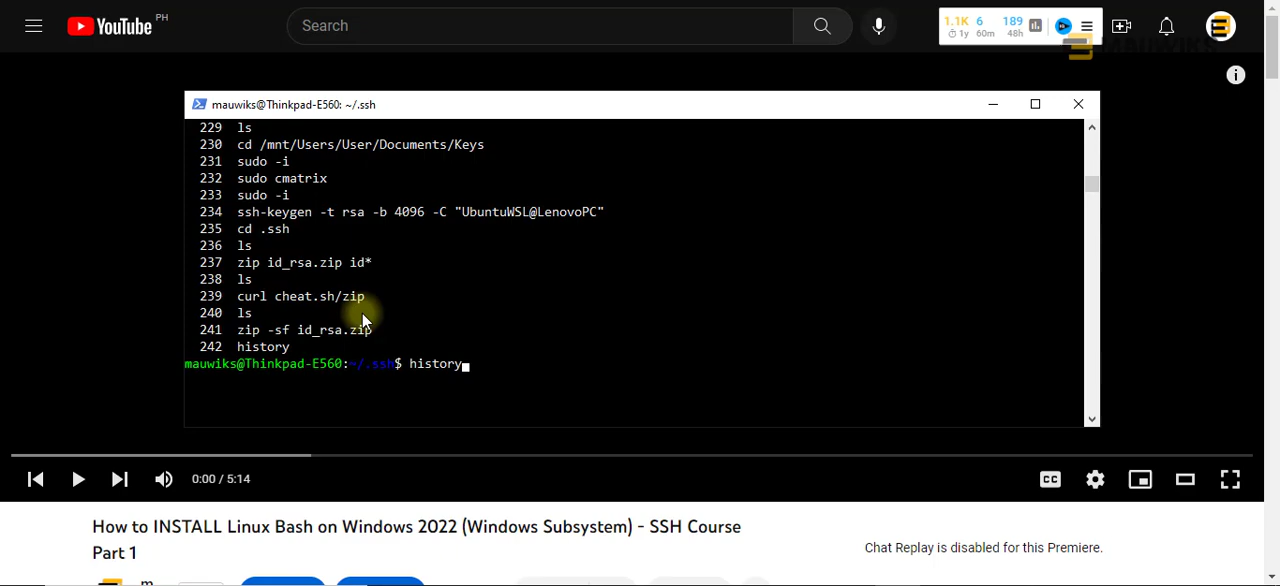 YouTube PH
Search
1.1K 6 189
1y 60m 48h
mauwiks@Thinkpad-E560: ~/.ssh
229 ls
230 cd /mnt/Users/User/Documents/Keys
231 sudo -i
232 sudo cmatrix
233 sudo -i
234 ssh-keygen -t rsa -b 4096 -C "UbuntuWSL@LenovoPC"
235 cd .ssh
236 ls
237 zip id_rsa.zip id*
238 ls
239 curl cheat.sh/zip
240 ls
241 zip -sf id_rsa.zip
242 history
mauwiks@Thinkpad-E560:~/.ssh$ history
0:00 / 5:14
CC
How to INSTALL Linux Bash on Windows 2022 (Windows Subsystem) - SSH Course
Part 1
Chat Replay is disabled for this Premiere.